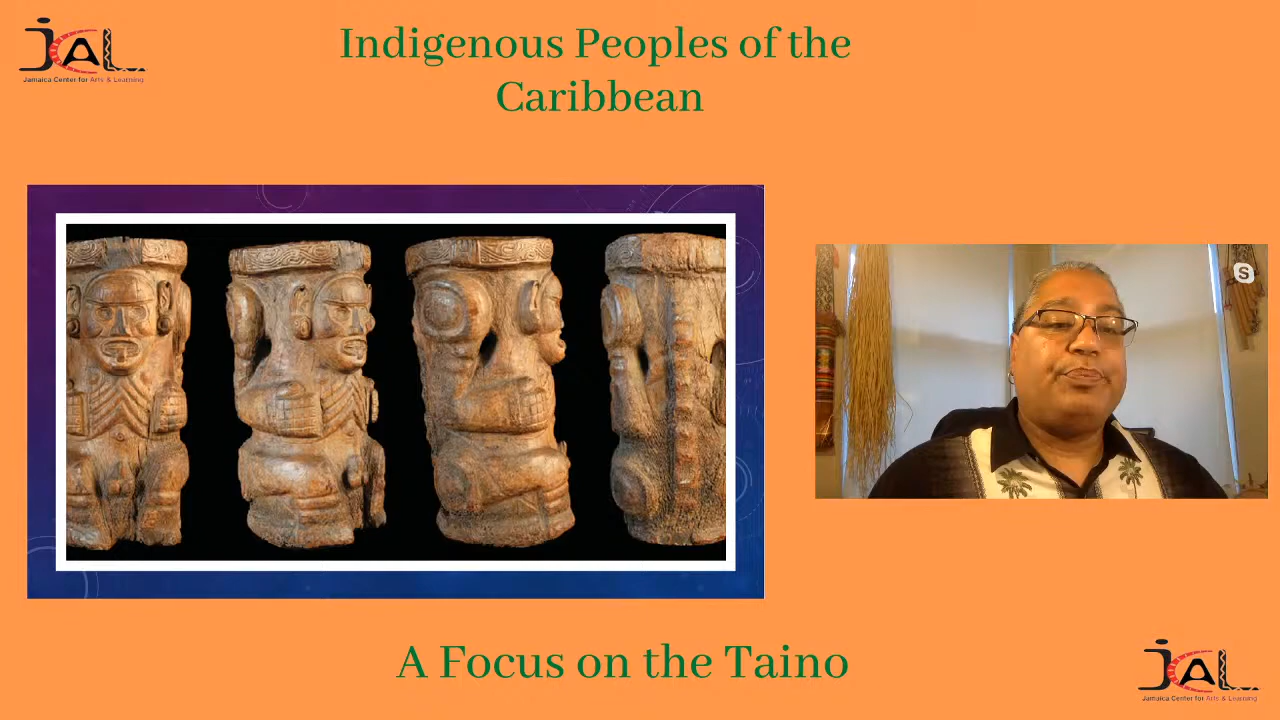 JCAL
Jamaica Center for Arts & Learning
Indigenous Peoples of the
Caribbean
S
A Focus on the Taino
JCAL
Jamaica Center for Arts & Learning